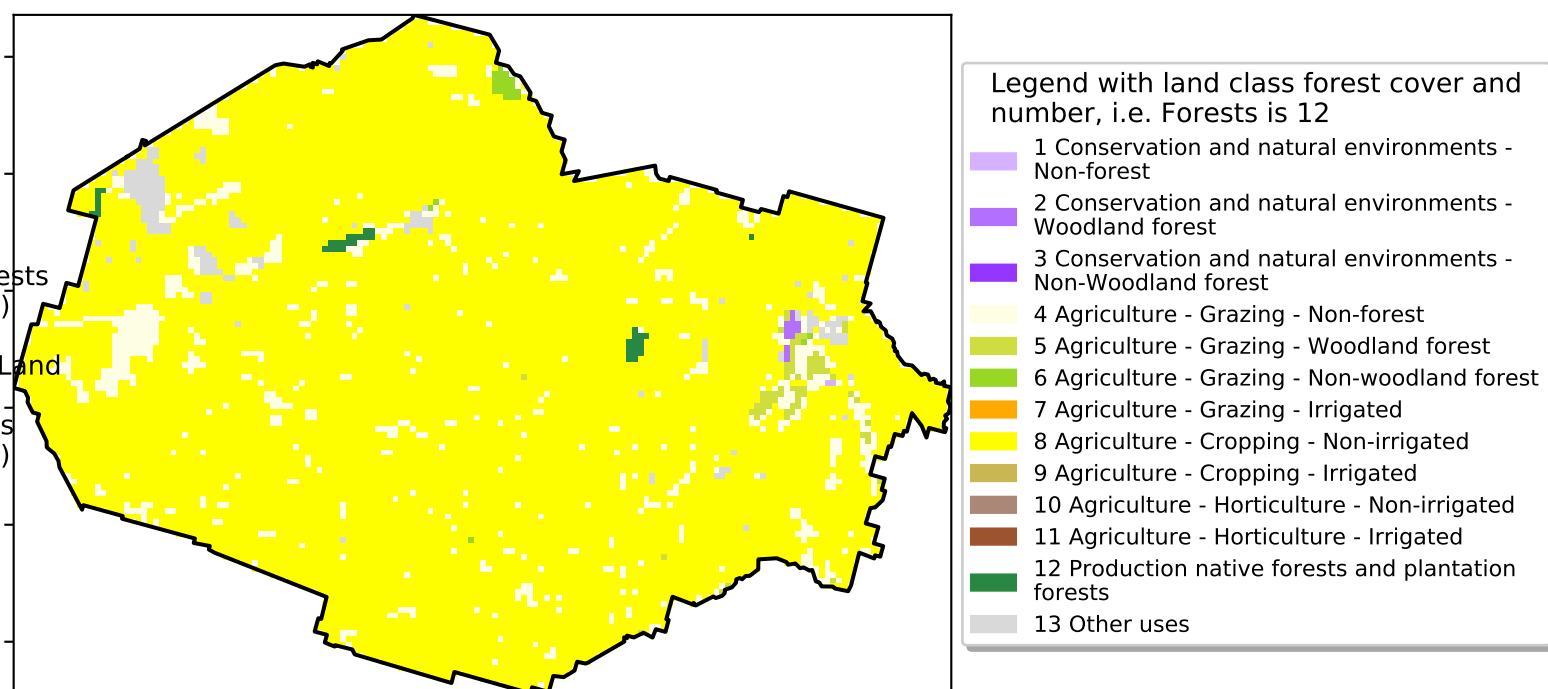 Legend with land class forest cover and
number, i.e. Forests is 12
1 Conservation and natural environments -
Non-forest
2 Conservation and natural environments -
Woodland forest
3 Conservation and natural environments -
Non-Woodland forest
4 Agriculture - Grazing - Non-forest
5 Agriculture - Grazing - Woodland forest
6 Agriculture - Grazing - Non-woodland forest
7 Agriculture - Grazing - Irrigated
8 Agriculture - Cropping - Non-irrigated
9 Agriculture - Cropping - Irrigated
10 Agriculture - Horticulture - Non-irrigated
11 Agriculture - Horticulture - Irrigated
12 Production native forests and plantation
forests
13 Other uses
ests
)
Land
s
)